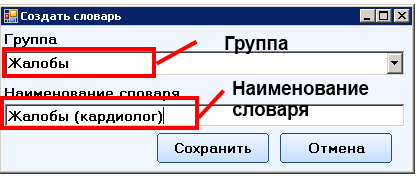 Создать словарь
Группа
Группа
Жалобы
Наименование словаря
Наименование
словаря
Жалобы (кардиолог)
Сохранить
Отмена